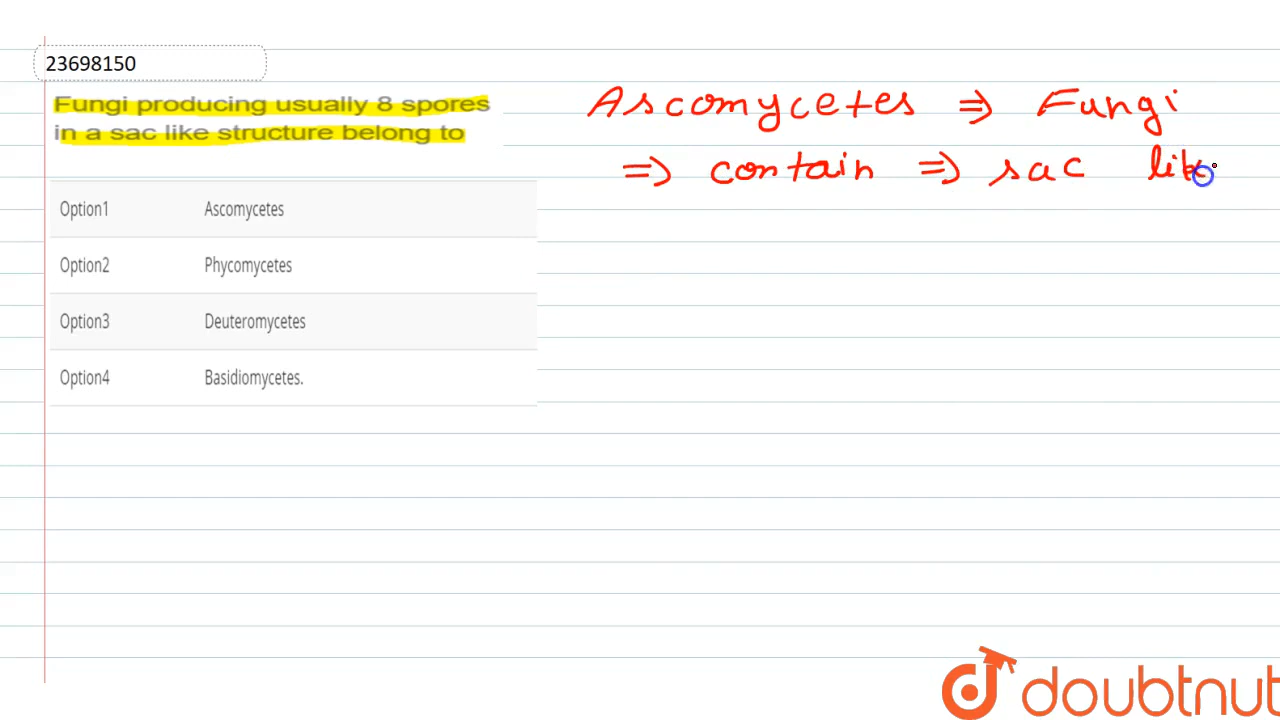 23698150
Fungi producing usually 8 spores
in a sac like structure belong to
Option1 Ascomycetes
Option2 Phycomycetes
Option3 Deuteromycetes
Option4 Basidiomycetes.
Ascomycetes ⇒ Fungi
⇒ contain ⇒ sac lik
doubtnut